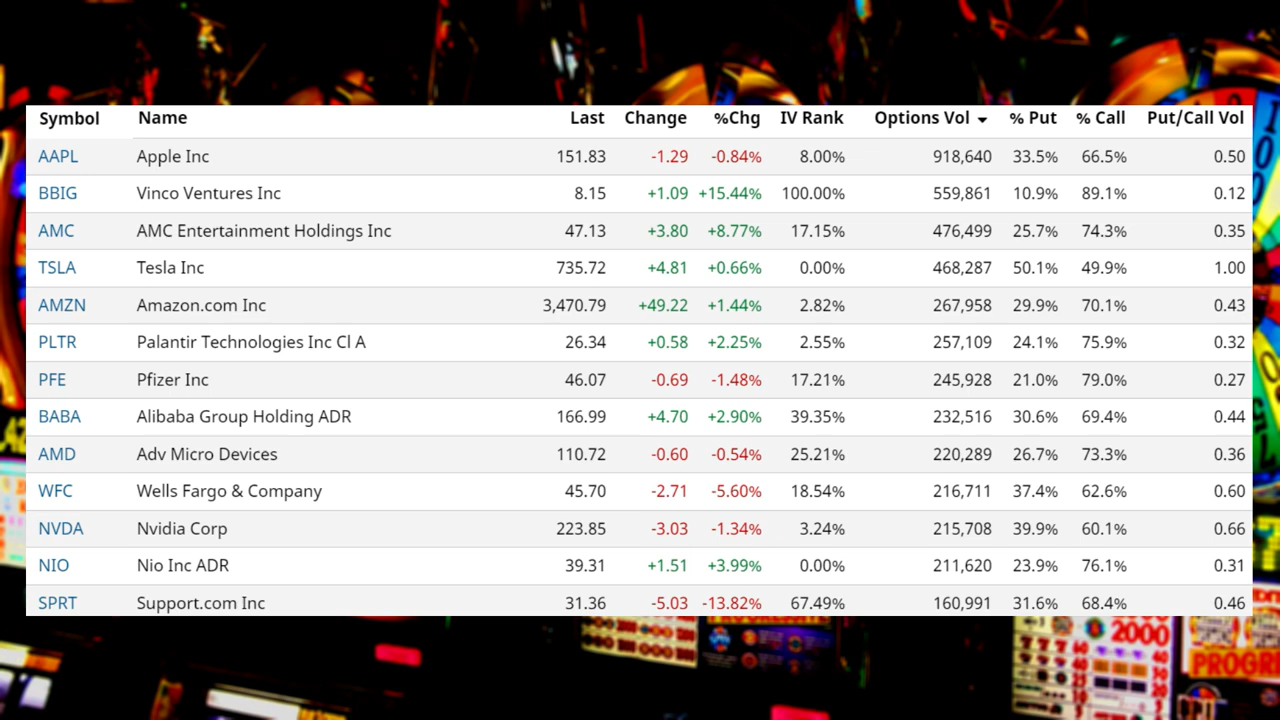 Symbol Name Last Change %Chg IV Rank Options Vol % Put % Call Put/Call Vol
AAPL Apple Inc 151.83 -1.29 -0.84% 8.00% 918,640 33.5% 66.5% 0.50
BBIG Vinco Ventures Inc 8.15 +1.09 +15.44% 100.00% 559,861 10.9% 89.1% 0.12
AMC AMC Entertainment Holdings Inc 47.13 +3.80 +8.77% 17.15% 476,499 25.7% 74.3% 0.35
TSLA Tesla Inc 735.72 +4.81 +0.66% 0.00% 468,287 50.1% 49.9% 1.00
AMZN Amazon.com Inc 3,470.79 +49.22 +1.44% 2.82% 267,958 29.9% 70.1% 0.43
PLTR Palantir Technologies Inc Cl A 26.34 +0.58 +2.25% 2.55% 257,109 24.1% 75.9% 0.32
PFE Pfizer Inc 46.07 -0.69 -1.48% 17.21% 245,928 21.0% 79.0% 0.27
BABA Alibaba Group Holding ADR 166.99 +4.70 +2.90% 39.35% 232,516 30.6% 69.4% 0.44
AMD Adv Micro Devices 110.72 -0.60 -0.54% 25.21% 220,289 26.7% 73.3% 0.36
WFC Wells Fargo & Company 45.70 -2.71 -5.60% 18.54% 216,711 37.4% 62.6% 0.60
NVDA Nvidia Corp 223.85 -3.03 -1.34% 3.24% 215,708 39.9% 60.1% 0.66
NIO Nio Inc ADR 39.31 +1.51 +3.99% 0.00% 211,620 23.9% 76.1% 0.31
SPRT Support.com Inc 31.36 -5.03 -13.82% 67.49% 160,991 31.6% 68.4% 0.46
2000